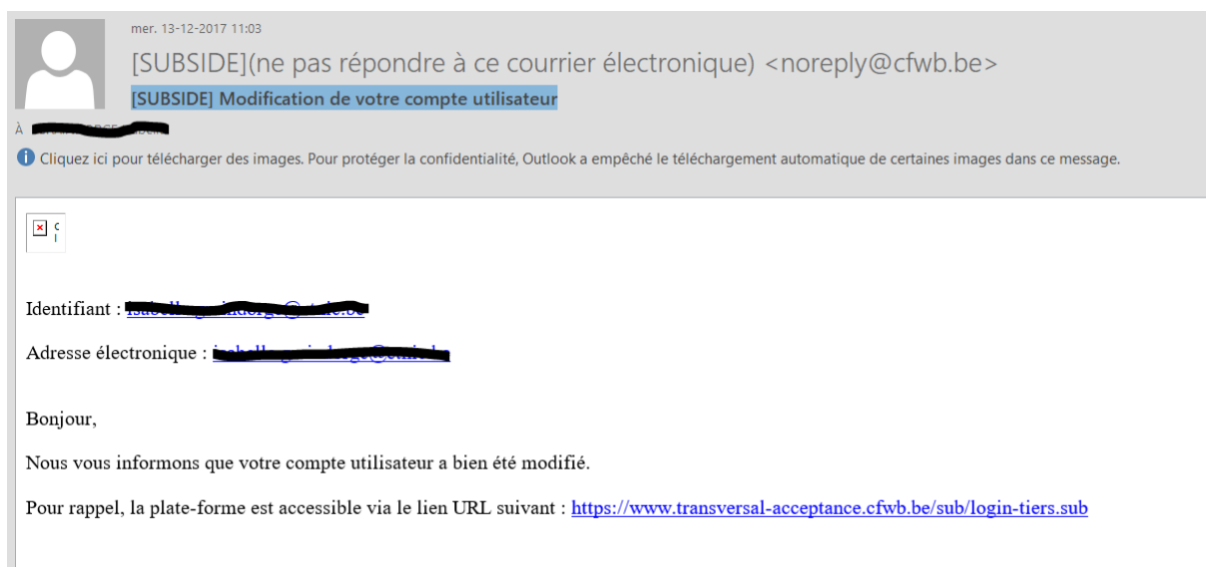 mer. 13-12-2017 11:03
[SUBSIDE](ne pas répondre à ce courrier électronique) <noreply@cfwb.be>
[SUBSIDE] Modification de votre compte utilisateur
À
Cliquez ici pour télécharger des images. Pour protéger la confidentialité, Outlook a empêché le téléchargement automatique de certaines images dans ce message.
Identifiant :
Adresse électronique :
Bonjour,
Nous vous informons que votre compte utilisateur a bien été modifié.
Pour rappel, la plate-forme est accessible via le lien URL suivant : https://www.transversal-acceptance.cfwb.be/sub/login-tiers.sub